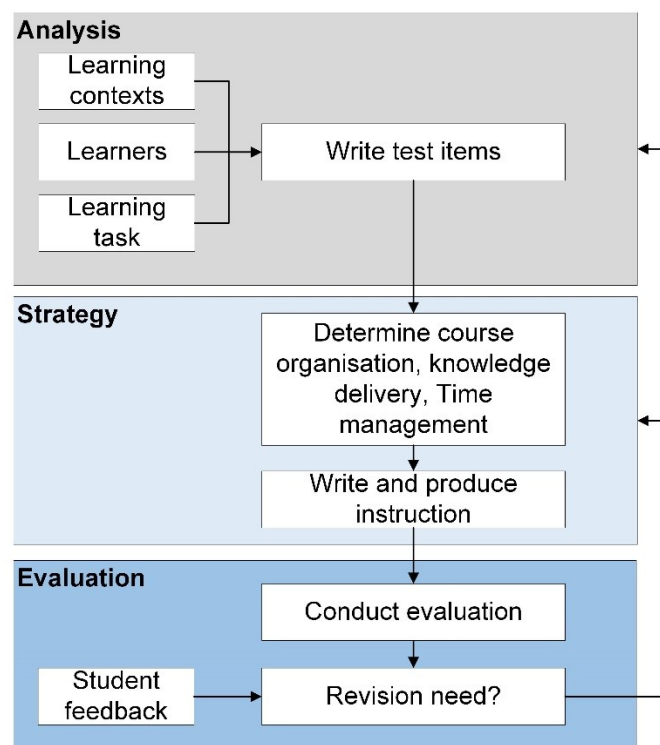 Analysis
Learning
contexts
Learners
Learning
task
Write test items
Strategy
Determine course
organisation, knowledge
delivery, Time
management
Write and produce
instruction
Evaluation
Conduct evaluation
Student
feedback
Revision need?